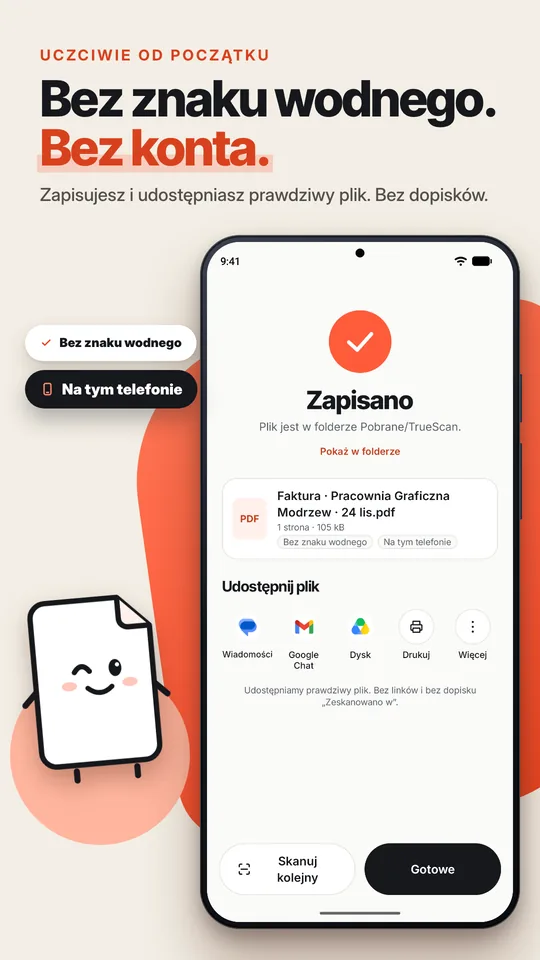 UCZCIWIE OD POCZĄTKU
Bez znaku wodnego.
Bez konta.
Zapisujesz i udostępniasz prawdziwy plik. Bez dopisków.
9:41
Bez znaku wodnego
Na tym telefonie
Zapisano
Plik jest w folderze Pobrane/TrueScan.
Pokaż w folderze
PDF
Faktura · Pracownia Graficzna
Modrzew · 24 lis.pdf
1 strona · 105 kB
Bez znaku wodnego
Na tym telefonie
Udostępnij plik
Wiadomości
Google
Chat
Dysk
Drukuj
Więcej
Udostępniamy prawdziwy plik. Bez linków i bez dopisku
„Zeskanowano w”.
Skanuj
kolejny
Gotowe